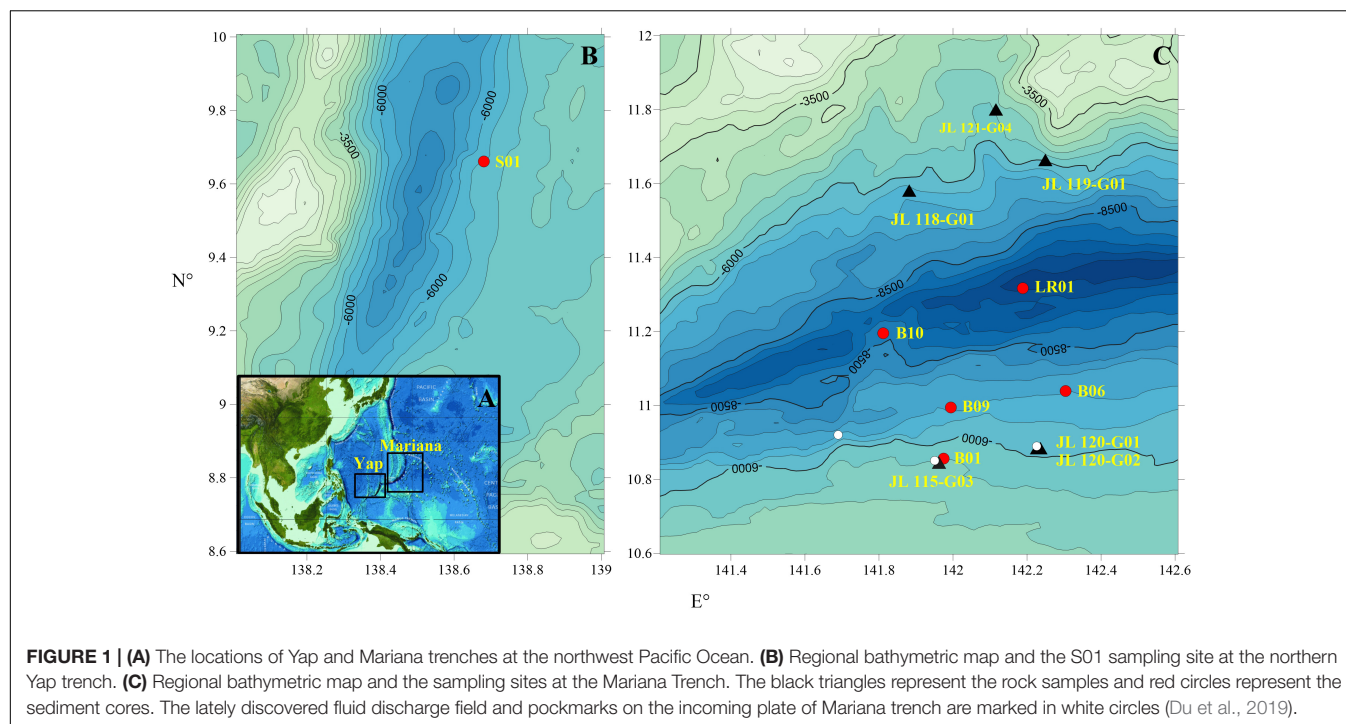 10
9.8
9.6
9.4
9.2
9
8.8
8.6
N°
138.2
138.4
138.6
138.8
139
B
-6000
-6000
-3500
-6000
-6000
S01
A
PACIFIC
BASIN
Yap
Mariana
12
11.8
11.6
11.4
11.2
11
10.8
10.6
141.4
141.6
141.8
142
142.2
142.4
142.6
E°
C
-3500
-3500
JL 121-G04
JL 119-G01
JL 118-G01
-8500
-6000
-8500
LR01
B10
-8500
-8500
-8500
B06
B09
-6000
JL 120-G01
JL 120-G02
B01
-6000
JL 115-G03
FIGURE 1 | (A) The locations of Yap and Mariana trenches at the northwest Pacific Ocean. (B) Regional bathymetric map and the S01 sampling site at the northern
Yap trench. (C) Regional bathymetric map and the sampling sites at the Mariana Trench. The black triangles represent the rock samples and red circles represent the
sediment cores. The lately discovered fluid discharge field and pockmarks on the incoming plate of Mariana trench are marked in white circles (Du et al., 2019).